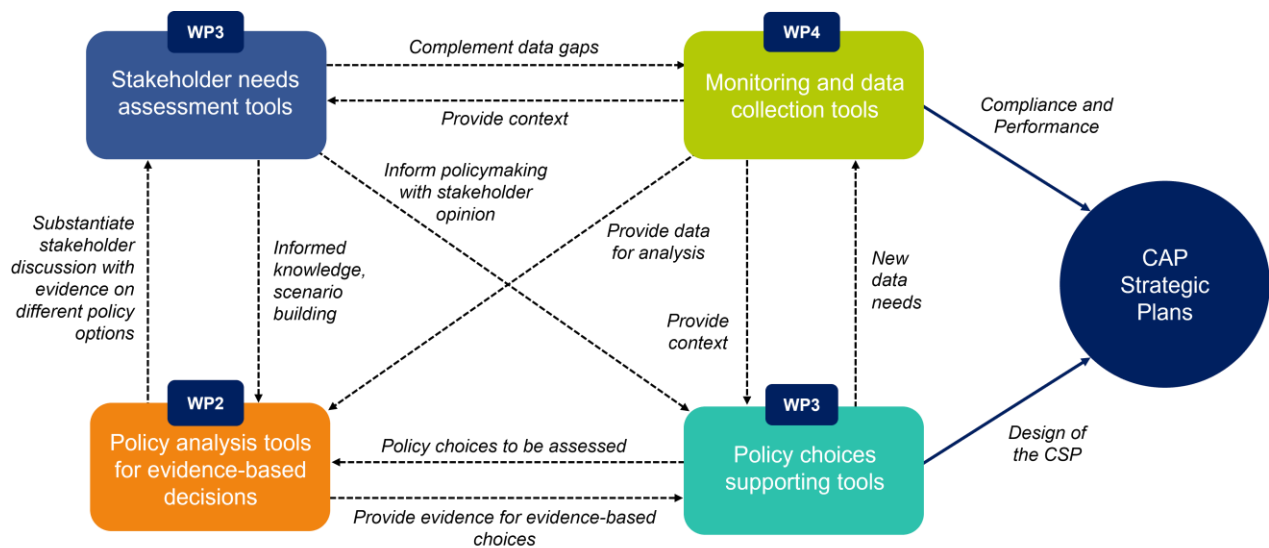 WP3
Stakeholder needs
assessment tools
Complement data gaps
Provide context
WP4
Monitoring and data
collection tools
Compliance and
Performance
Substantiate
stakeholder
discussion with
evidence on
different policy
options
Informed
knowledge,
scenario
building
Inform policymaking
with stakeholder
opinion
Provide data
for analysis
Provide
context
New
data
needs
CAP
Strategic
Plans
WP2
Policy analysis tools
for evidence-based
decisions
Policy choices to be assessed
Provide evidence for evidence-based
choices
WP3
Policy choices
supporting tools
Design of
the CSP